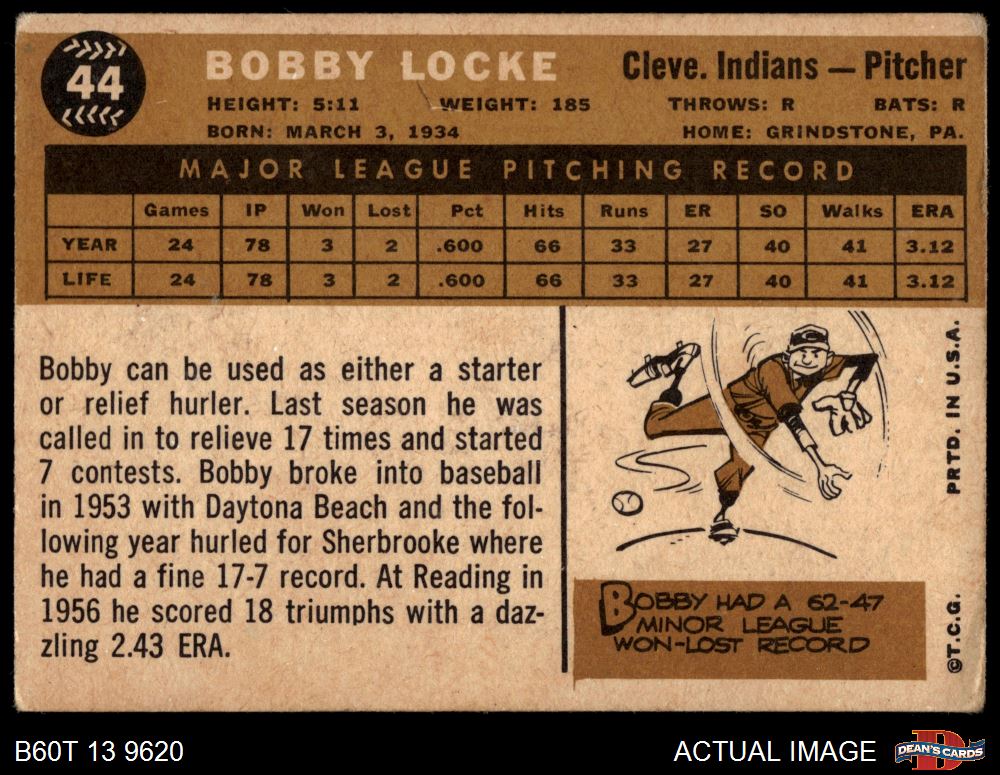 44
BOBBY LOCKE
Cleve. Indians — Pitcher
HEIGHT: 5:11 WEIGHT: 185 THROWS: R BATS: R
BORN: MARCH 3, 1934 HOME: GRINDSTONE, PA.
MAJOR LEAGUE PITCHING RECORD
Games IP Won Lost Pct Hits Runs ER SO Walks ERA
YEAR 24 78 3 2 .600 66 33 27 40 41 3.12
LIFE 24 78 3 2 .600 66 33 27 40 41 3.12
Bobby can be used as either a starter
or relief hurler. Last season he was
called in to relieve 17 times and started
7 contests. Bobby broke into baseball
in 1953 with Daytona Beach and the fol-
lowing year hurled for Sherbrooke where
he had a fine 17-7 record. At Reading in
1956 he scored 18 triumphs with a daz-
zling 2.43 ERA.
C
BOBBY HAD A 62-47
MINOR LEAGUE
WON-LOST RECORD
PRTD. IN U.S.A.
©T.C.G.
B60T 13 9620
ACTUAL IMAGE
D
DEAN'S CARDS